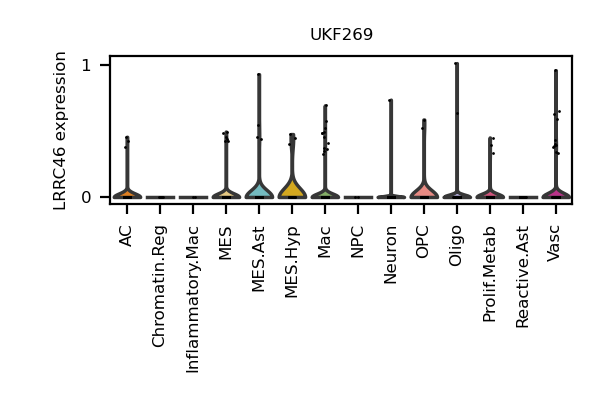 UKF269
LRRC46 expression
1
0
AC
Chromatin.Reg
Inflammatory.Mac
MES
MES.Ast
MES.Hyp
Mac
NPC
Neuron
OPC
Oligo
Prolif.Metab
Reactive.Ast
Vasc